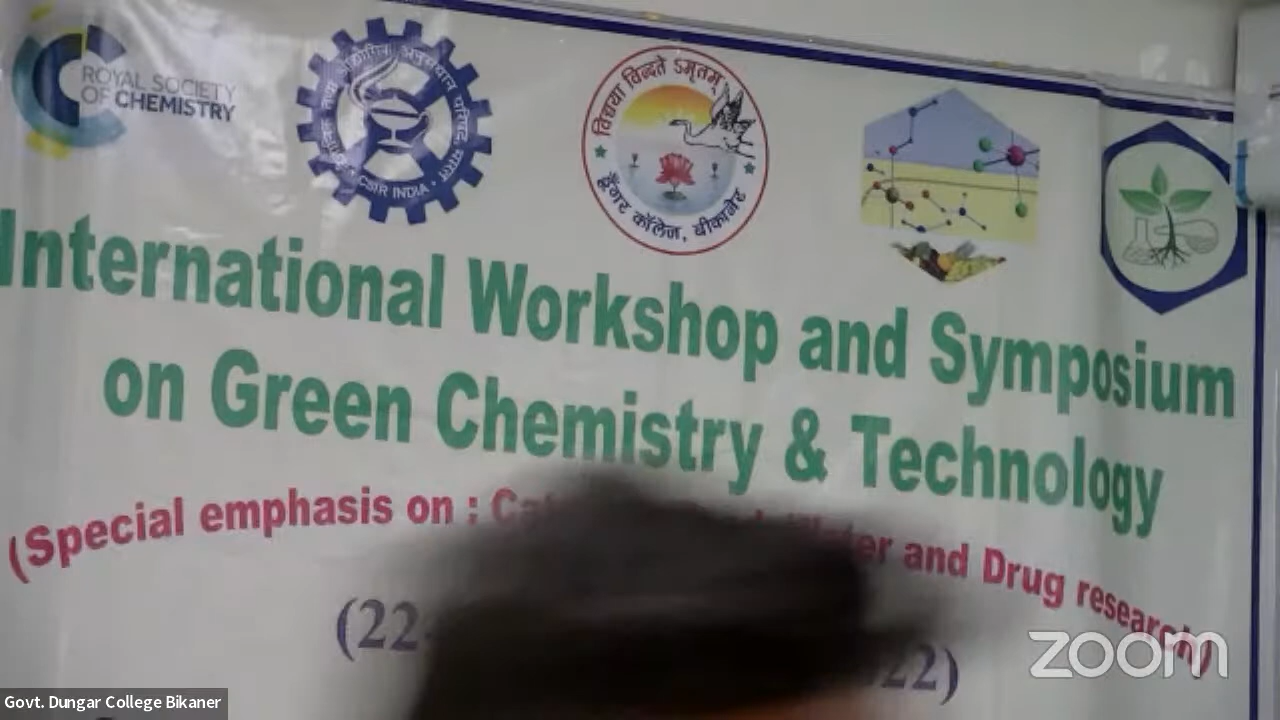 ROYAL SOCIETY
OF CHEMISTRY
CSIR INDIA
विद्यया विन्दते ऽमृतम्
डूँगर कॉलेज, बीकानेर
International Workshop and Symposium
on Green Chemistry & Technology
(Special emphasis on : and Drug research)
(22- 22)
zoom
Govt. Dungar College Bikaner